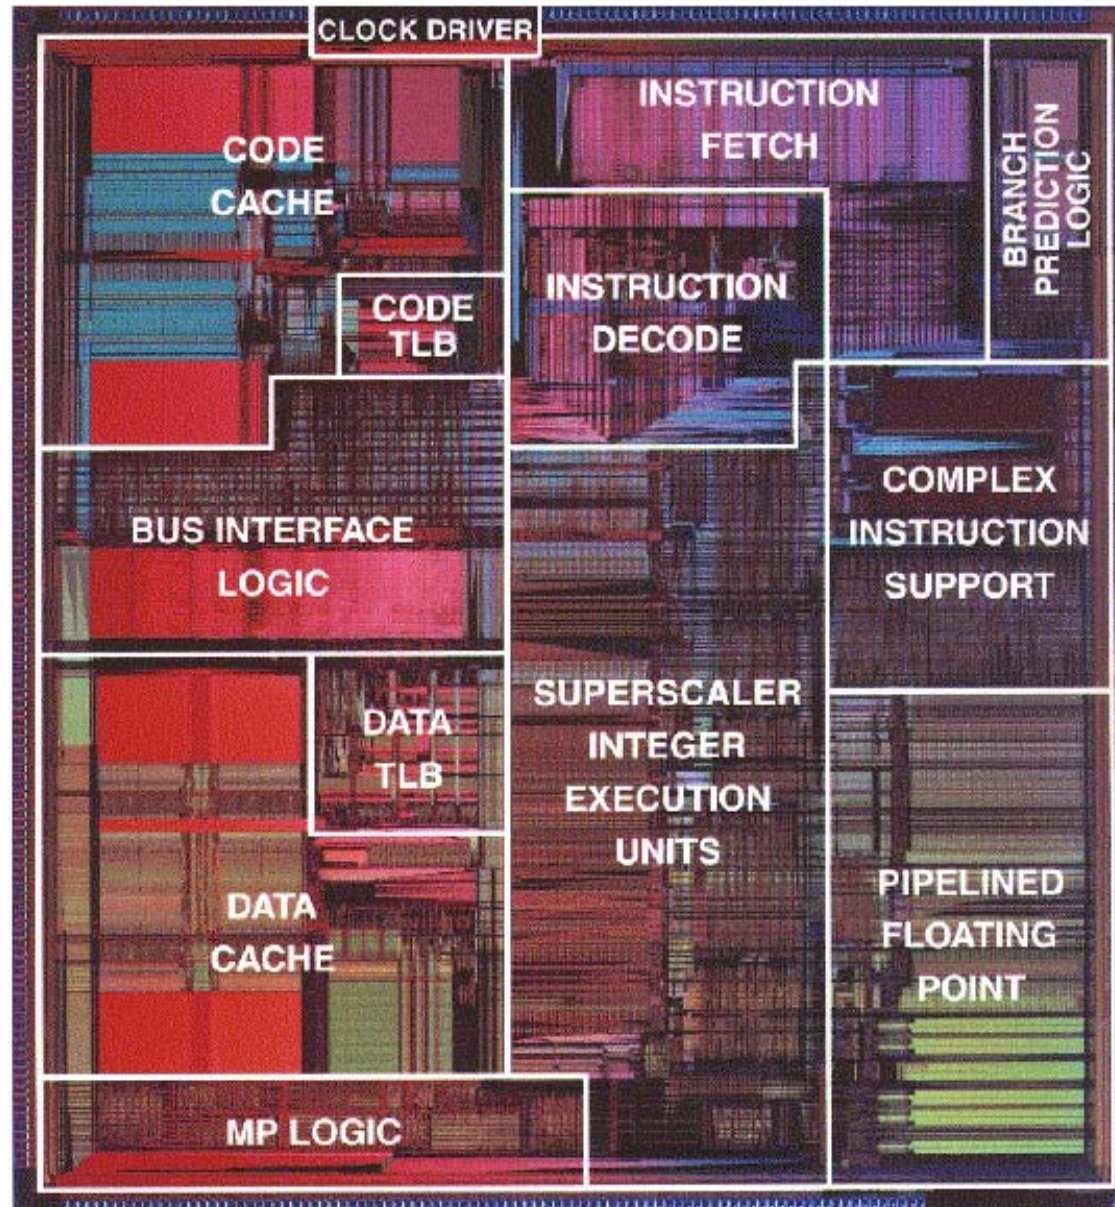 CLOCK DRIVER
CODE
CACHE
CODE
TLB
INSTRUCTION
FETCH
BRANCH
PREDICTION
LOGIC
INSTRUCTION
DECODE
BUS INTERFACE
LOGIC
COMPLEX
INSTRUCTION
SUPPORT
DATA
TLB
SUPERSCALER
INTEGER
EXECUTION
UNITS
DATA
CACHE
PIPELINED
FLOATING
POINT
MP LOGIC